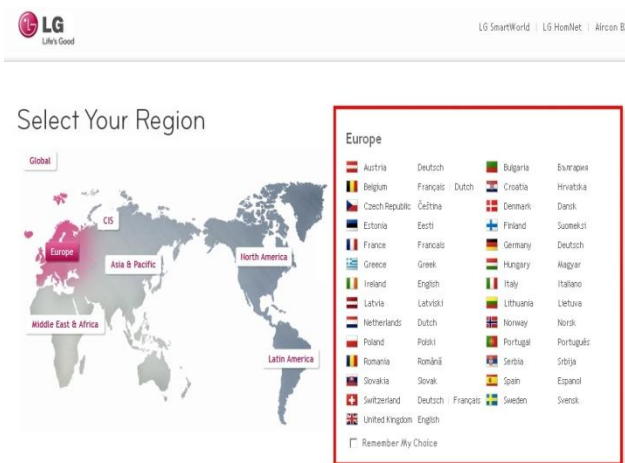 LG
Life's Good
LG SmartWorld | LG HomNet | Aircon B
Select Your Region
Global
CIS
Europe
Asia & Pacific
North America
Middle East & Africa
Latin America
Europe
Austria Deutsch Bulgaria България
Belgium Français | Dutch Croatia Hrvatska
Czech Republic Čeština Denmark Dansk
Estonia Eesti Finland Suomeksi
France Francais Germany Deutsch
Greece Greek Hungary Magyar
Ireland English Italy Italiano
Latvia Latviski Lithuania Lietuva
Netherlands Dutch Norway Norsk
Poland Polski Portugal Português
Romania Română Serbia Srbija
Slovakia Slovak Spain Espanol
Switzerland Deutsch | Français Sweden Svensk
United Kingdom English
Remember My Choice